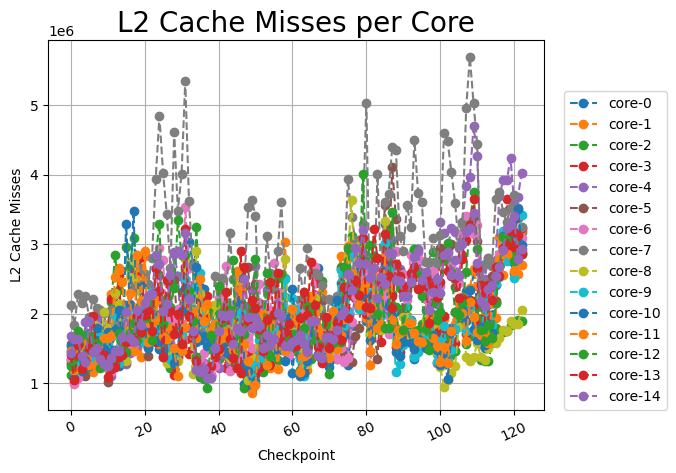 L2 Cache Misses per Core
1e6
5
4
3
2
1
L2 Cache Misses
0
20
40
60
80
100
120
Checkpoint
core-0
core-1
core-2
core-3
core-4
core-5
core-6
core-7
core-8
core-9
core-10
core-11
core-12
core-13
core-14